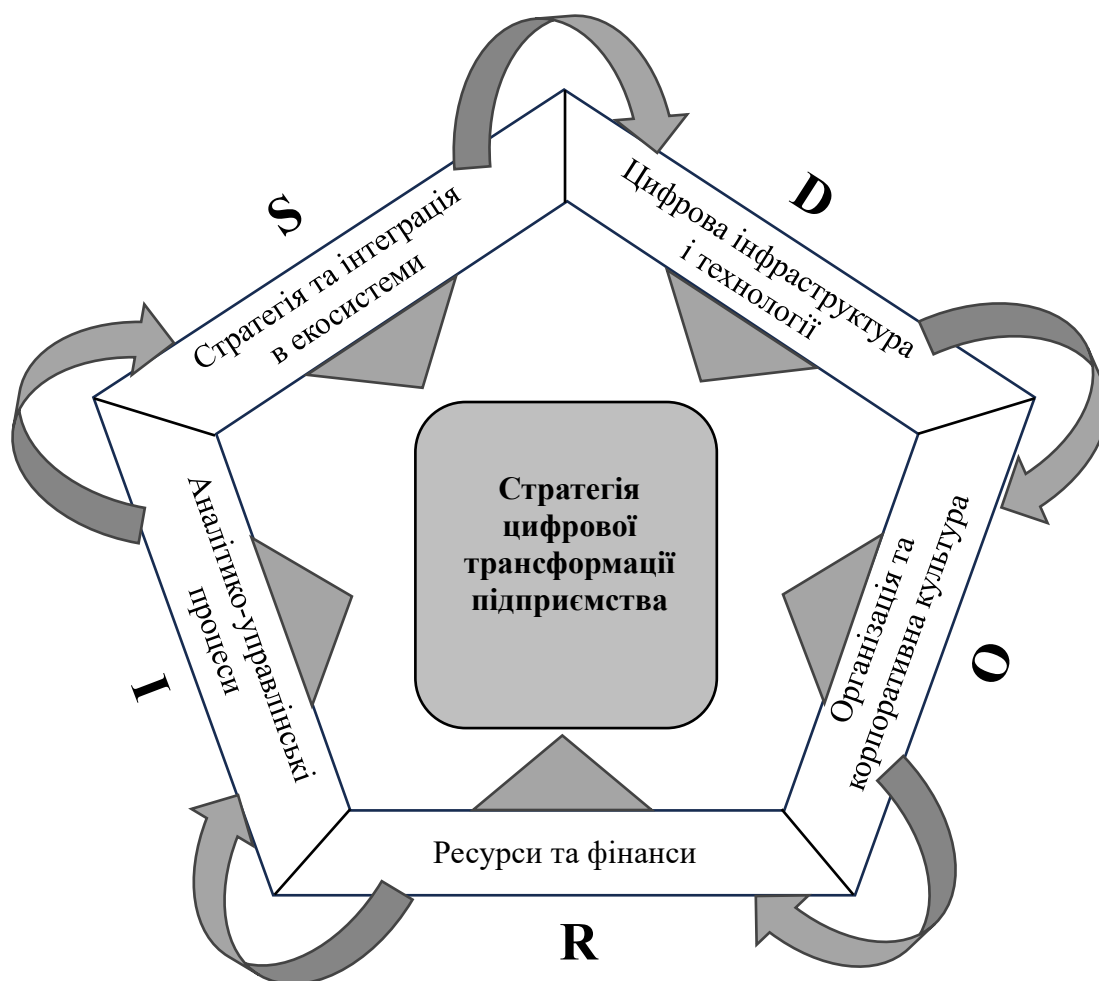 S
Стратегія та інтеграція
в екосистеми
D
Цифрова інфраструктура
і технології
Стратегія
цифрової
трансформації
підприємства
I
Аналітико-управлінські
процеси
Організація та
корпоративна культура
O
Ресурси та фінанси
R